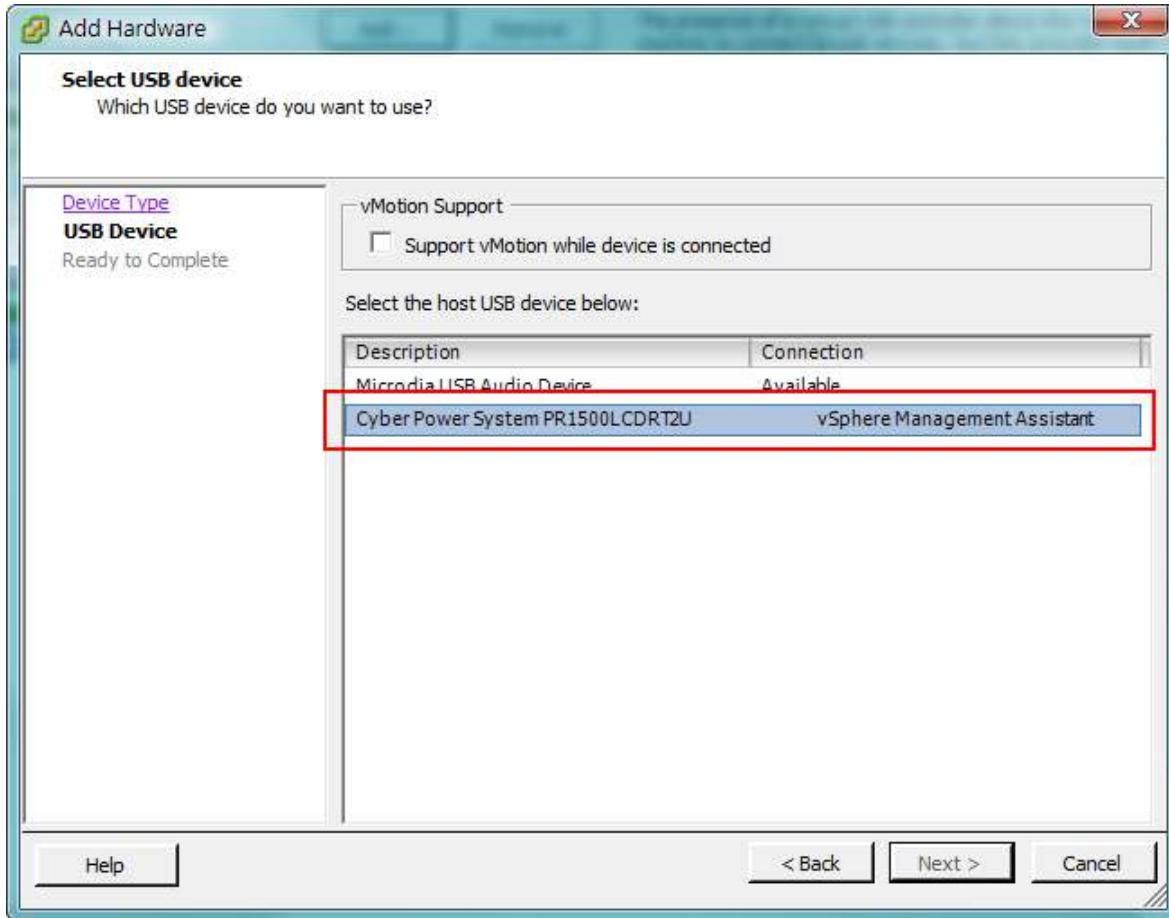 Add Hardware
Select USB device
Which USB device do you want to use?
Device Type
USB Device
Ready to Complete
vMotion Support
Support vMotion while device is connected
Select the host USB device below:
Description Connection
Microdia USB Audio Device Available
Cyber Power System PR1500LCDRT2U vSphere Management Assistant
Help < Back Next > Cancel